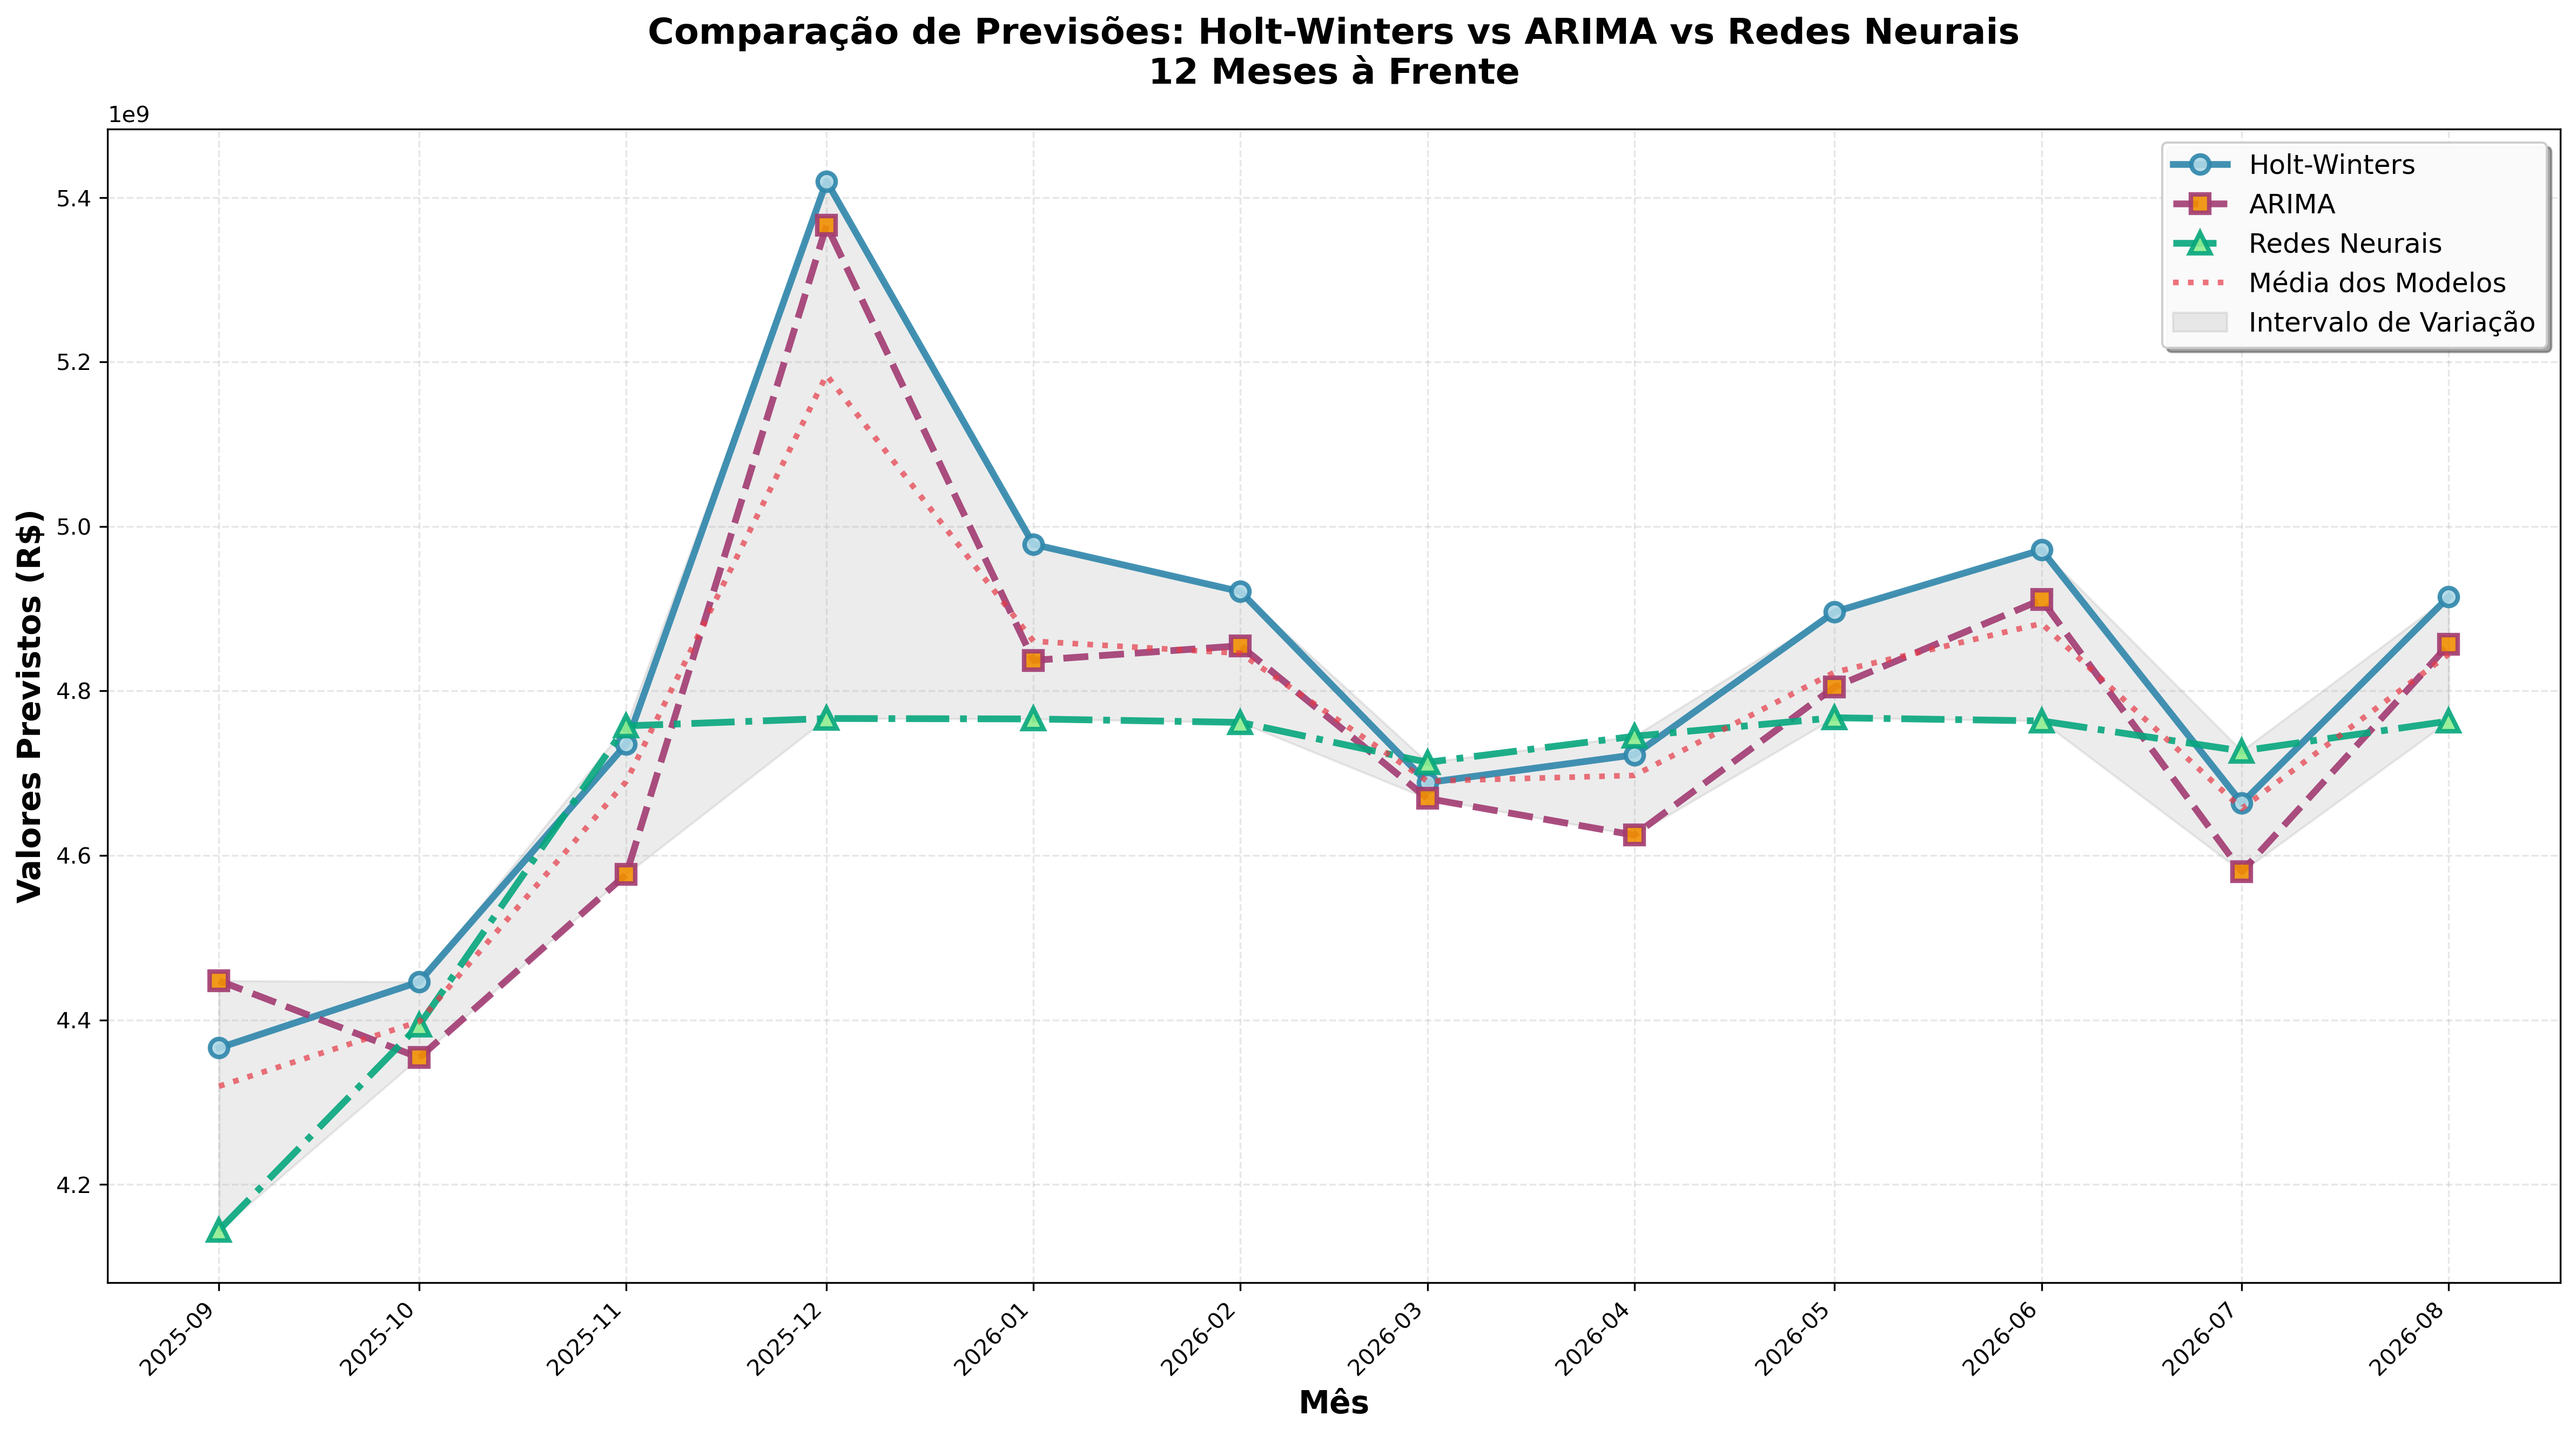 Comparação de Previsões: Holt-Winters vs ARIMA vs Redes Neurais
12 Meses à Frente
1e9
Holt-Winters
ARIMA
Redes Neurais
Média dos Modelos
Intervalo de Variação
Valores Previstos (R$)
5.4
5.2
5.0
4.8
4.6
4.4
4.2
2025-09
2025-10
2025-11
2025-12
2026-01
2026-02
2026-03
2026-04
2026-05
2026-06
2026-07
2026-08
Mês